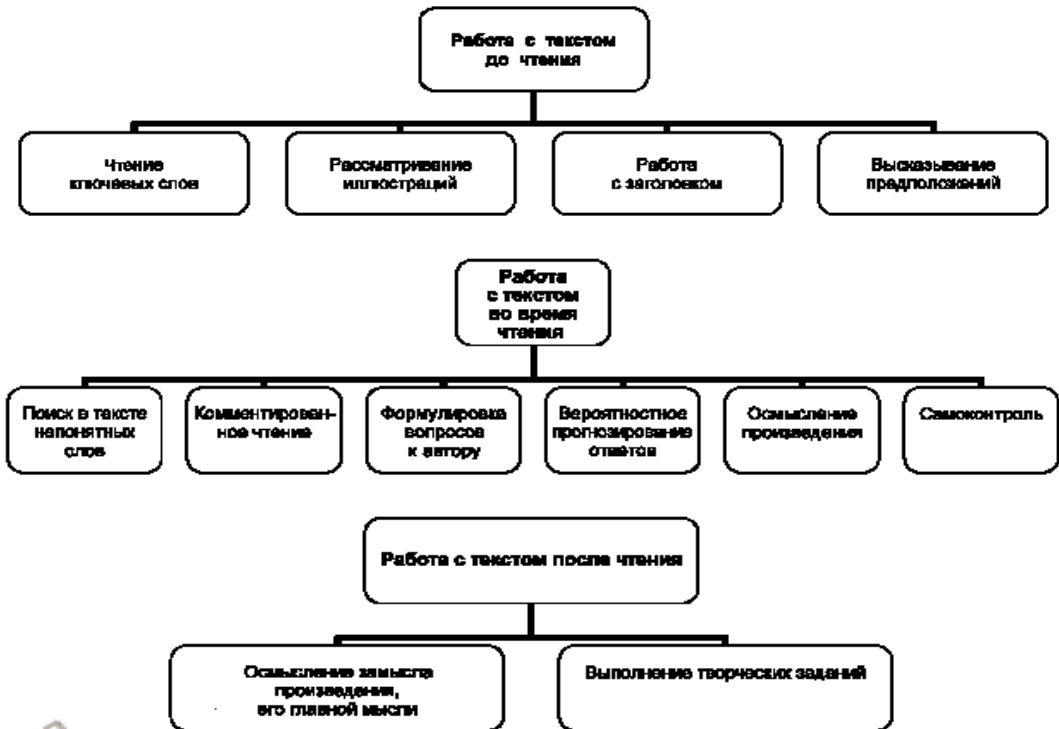 Работа с текстом
до чтения
Чтение
ключевых слов
Рассматривание
иллюстраций
Работа
с заголовком
Высказывание
предположений
Работа
с текстом
во время
чтения
Поиск в тексте
непонятных
слов
Комментирован-
ное чтение
Формулировка
вопросов
к автору
Вероятностное
прогнозирование
ответов
Осмысление
произведения
Самоконтроль
Работа с текстом после чтения
Осмысление замысла
произведения,
его главной мысли
Выполнение творческих заданий